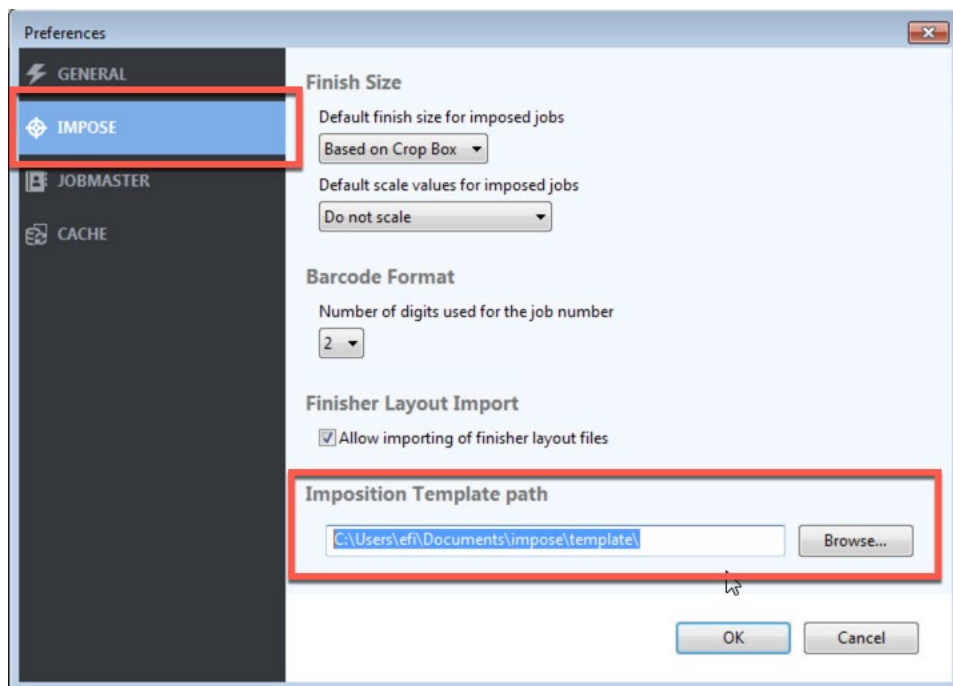 Preferences
GENERAL
IMPOSE
JOBMASTER
CACHE
Finish Size
Default finish size for imposed jobs
Based on Crop Box
Default scale values for imposed jobs
Do not scale
Barcode Format
Number of digits used for the job number
2
Finisher Layout Import
Allow importing of finisher layout files
Imposition Template path
C:\Users\efi\Documents\impose\template\
Browse...
OK
Cancel